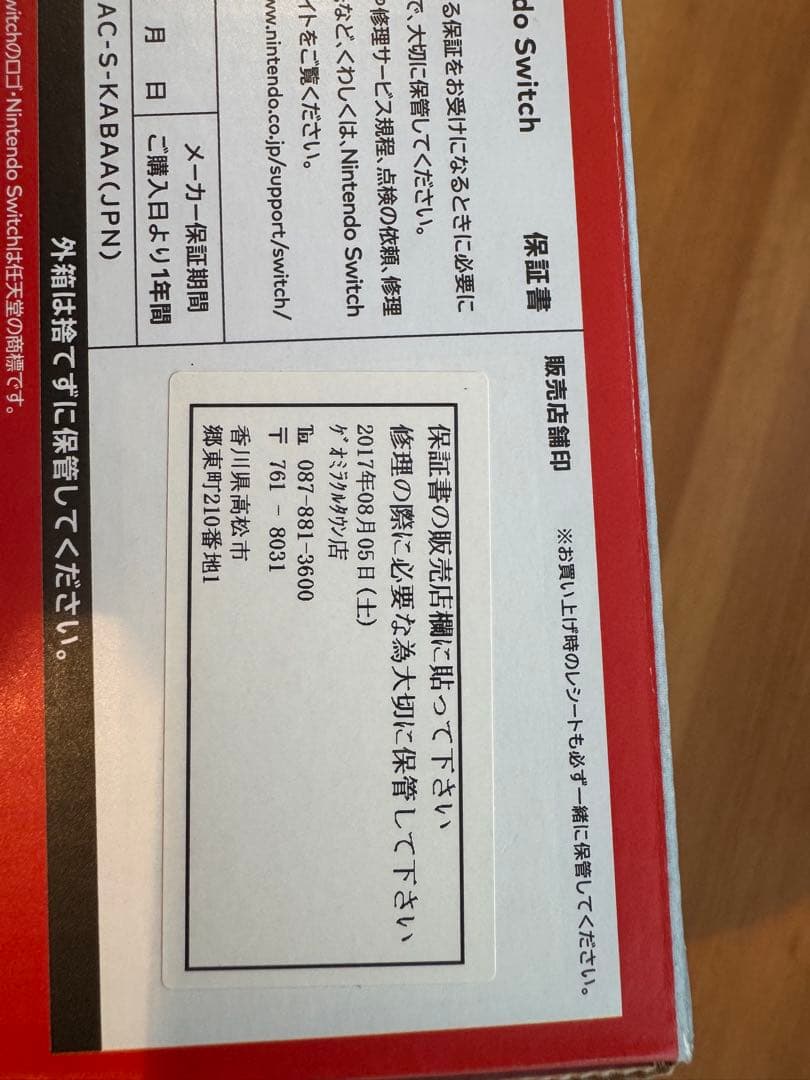 do Switch 保証書
る保証をお受けになるときに必要に
で、大切に保管してください。
や修理サービス規程、点検の依頼、修理
など、くわしくは、Nintendo Switch
イトをご覧ください。
ww.nintendo.co.jp/support/switch/
月 日
メーカー保証期間
ご購入日より1年間
AC-S-KABAA(JPN)
販売店舗印
※お買い上げ時のレシートも必ず一緒に保管してください。
保証書の販売店欄に貼って下さい
修理の際に必要な為大切に保管して下さい
2017年08月05日(土)
ｹﾞｵミラクルタウン店
℡ 087-881-3600
〒 761 - 8031
香川県高松市
郷東町210番地1
外箱は捨てずに保管してください。
witchのロゴ・Nintendo Switchは任天堂の商標です。